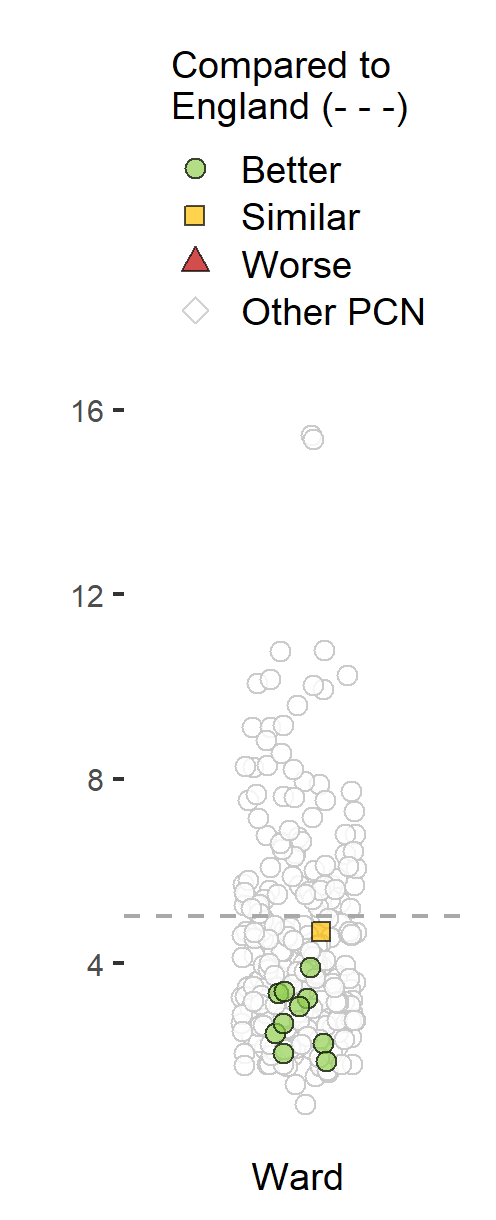 Compared to
England (- - -)
Better
Similar
Worse
Other PCN
16
12
8
4
Ward